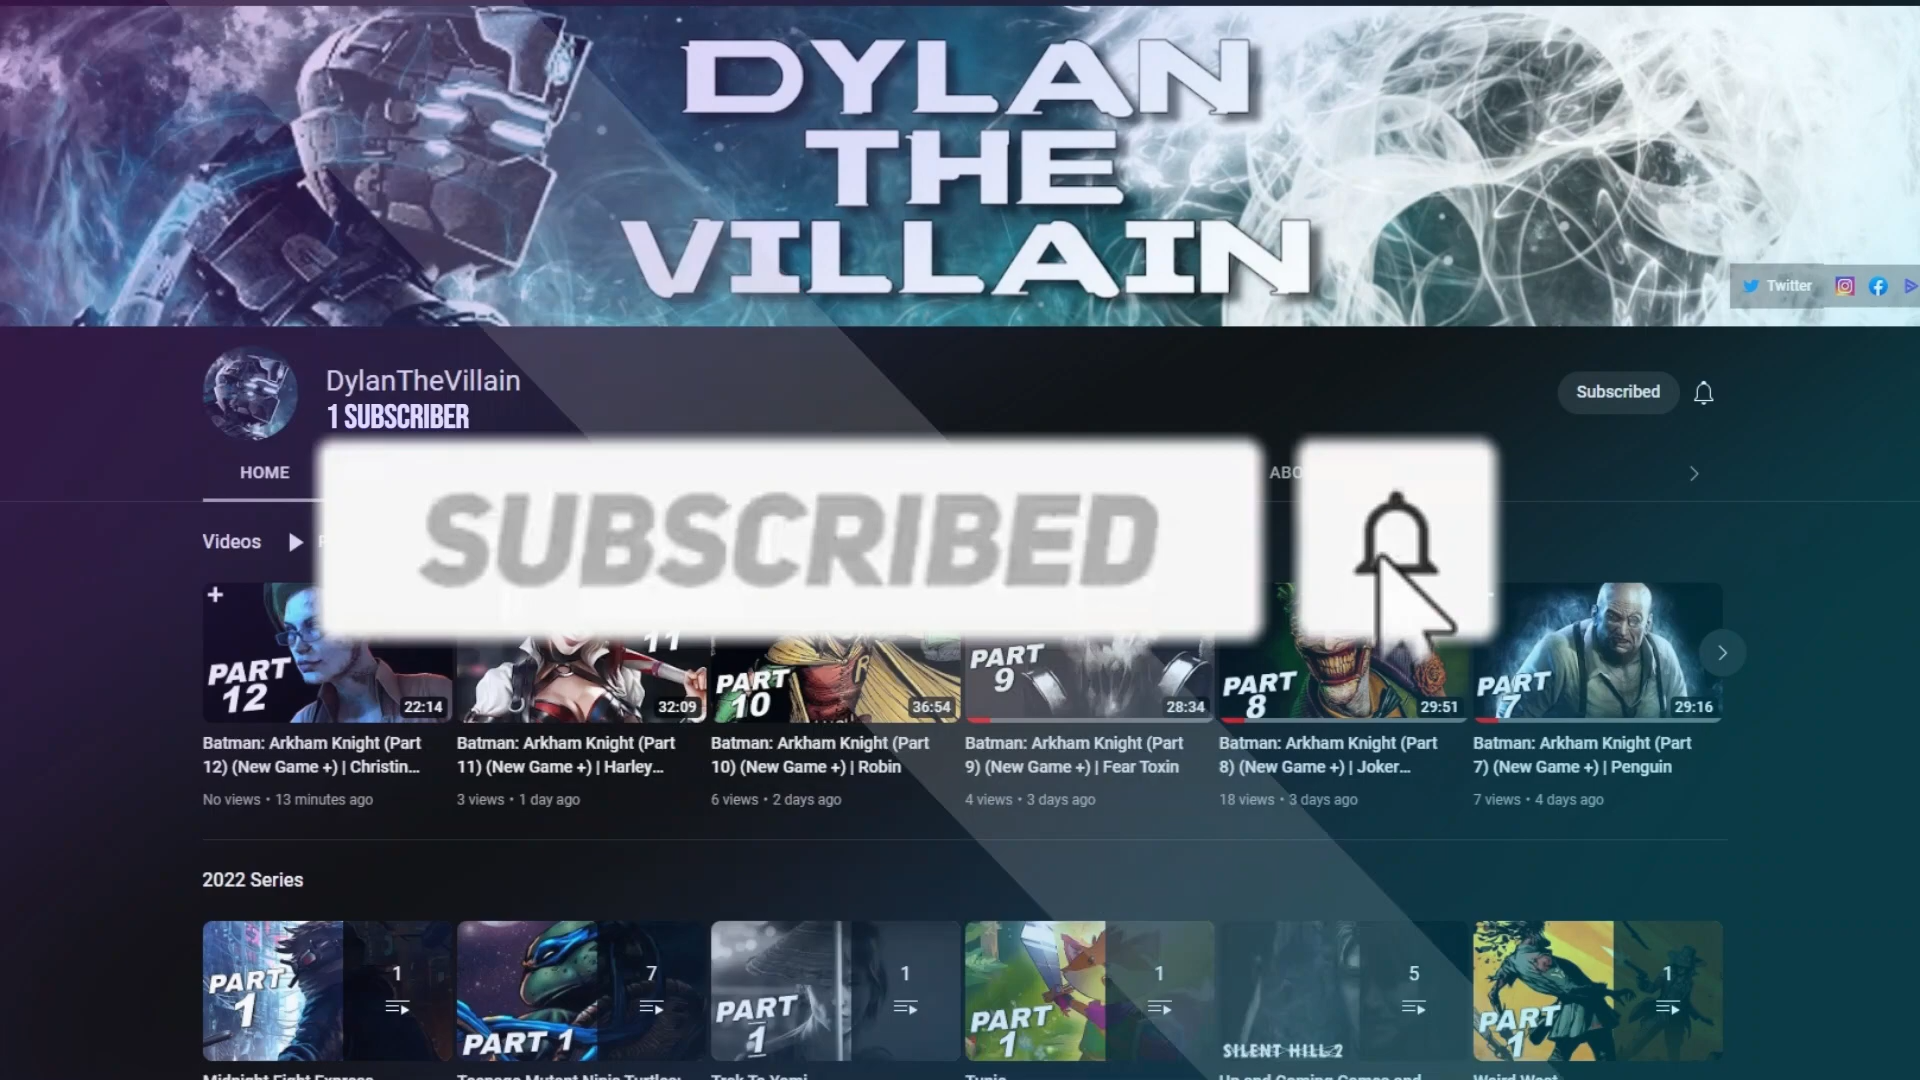 DYLAN
THE
VILLAIN
Twitter
DylanTheVillain
1 SUBSCRIBER
Subscribed
HOME
SUBSCRIBED
Videos
PART
12
22:14
11
32:09
PART
10
36:54
PART
9
28:34
PART
8
29:51
PART
7
29:16
Batman: Arkham Knight (Part
12) (New Game +) | Christin...
No views • 13 minutes ago
Batman: Arkham Knight (Part
11) (New Game +) | Harley...
3 views • 1 day ago
Batman: Arkham Knight (Part
10) (New Game +) | Robin
6 views • 2 days ago
Batman: Arkham Knight (Part
9) (New Game +) | Fear Toxin
4 views • 3 days ago
Batman: Arkham Knight (Part
8) (New Game +) | Joker...
18 views • 3 days ago
Batman: Arkham Knight (Part
7) (New Game +) | Penguin
7 views • 4 days ago
2022 Series
PART
1
1
PART 1
7
PART
1
1
PART
1
1
SILENT HILL 2
5
PART
1
1